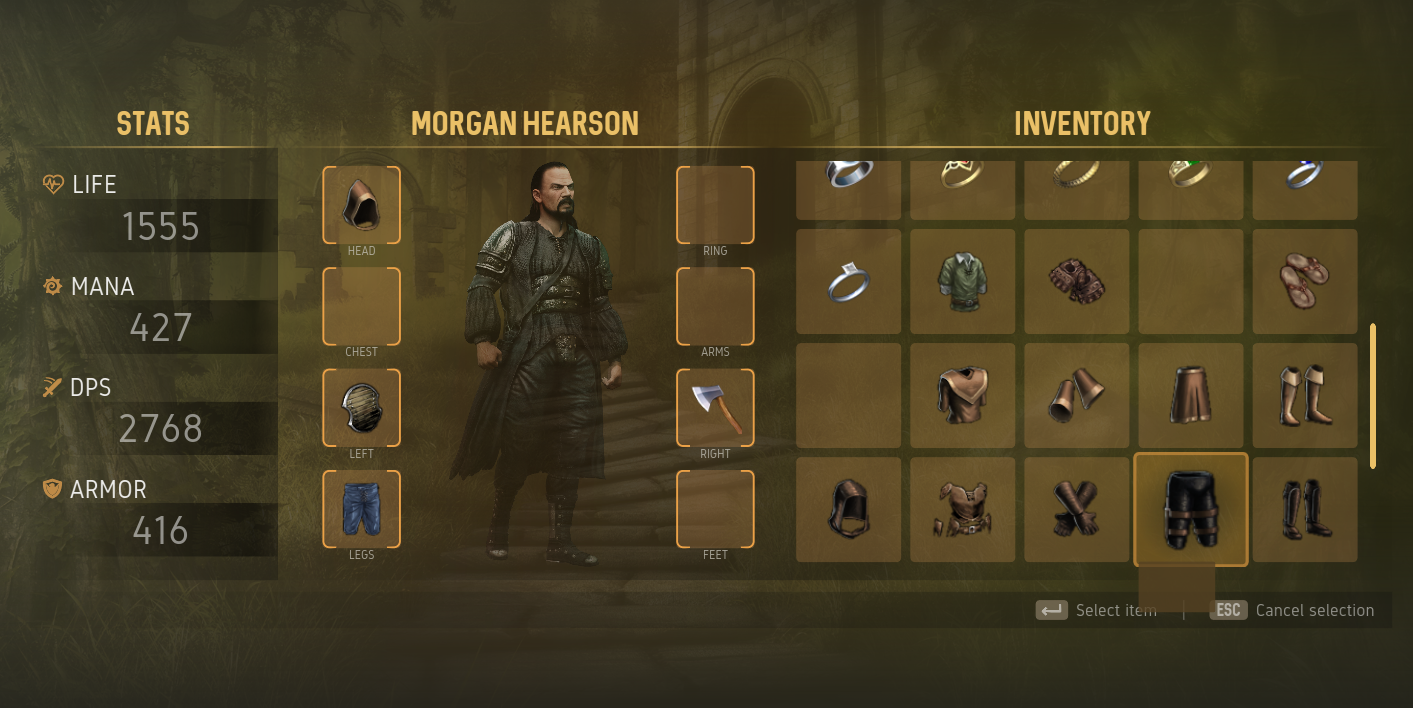 STATS
LIFE
1555
MANA
427
DPS
2768
ARMOR
416
MORGAN HEARSON
HEAD
RING
CHEST
ARMS
LEFT
RIGHT
LEGS
FEET
INVENTORY
Select item | ESC Cancel selection